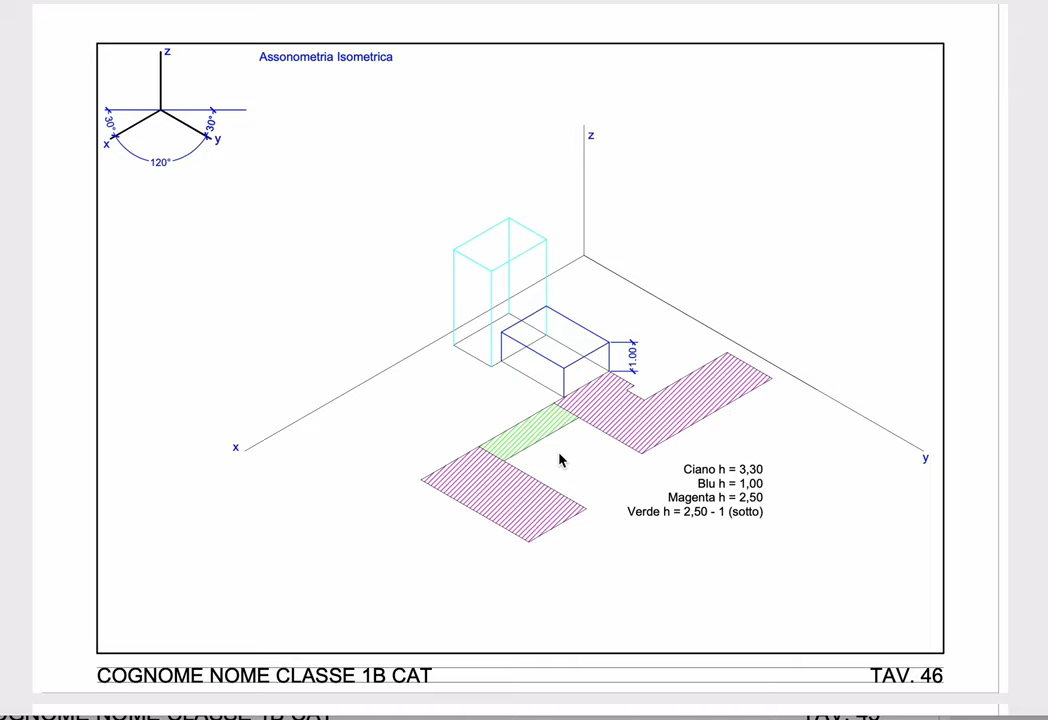 z
Assonometria Isometrica
30°
30°
x
y
120°
z
1.00
x
y
Ciano h = 3,30
Blu h = 1,00
Magenta h = 2,50
Verde h = 2,50 - 1 (sotto)
COGNOME NOME CLASSE 1B CAT
TAV. 46